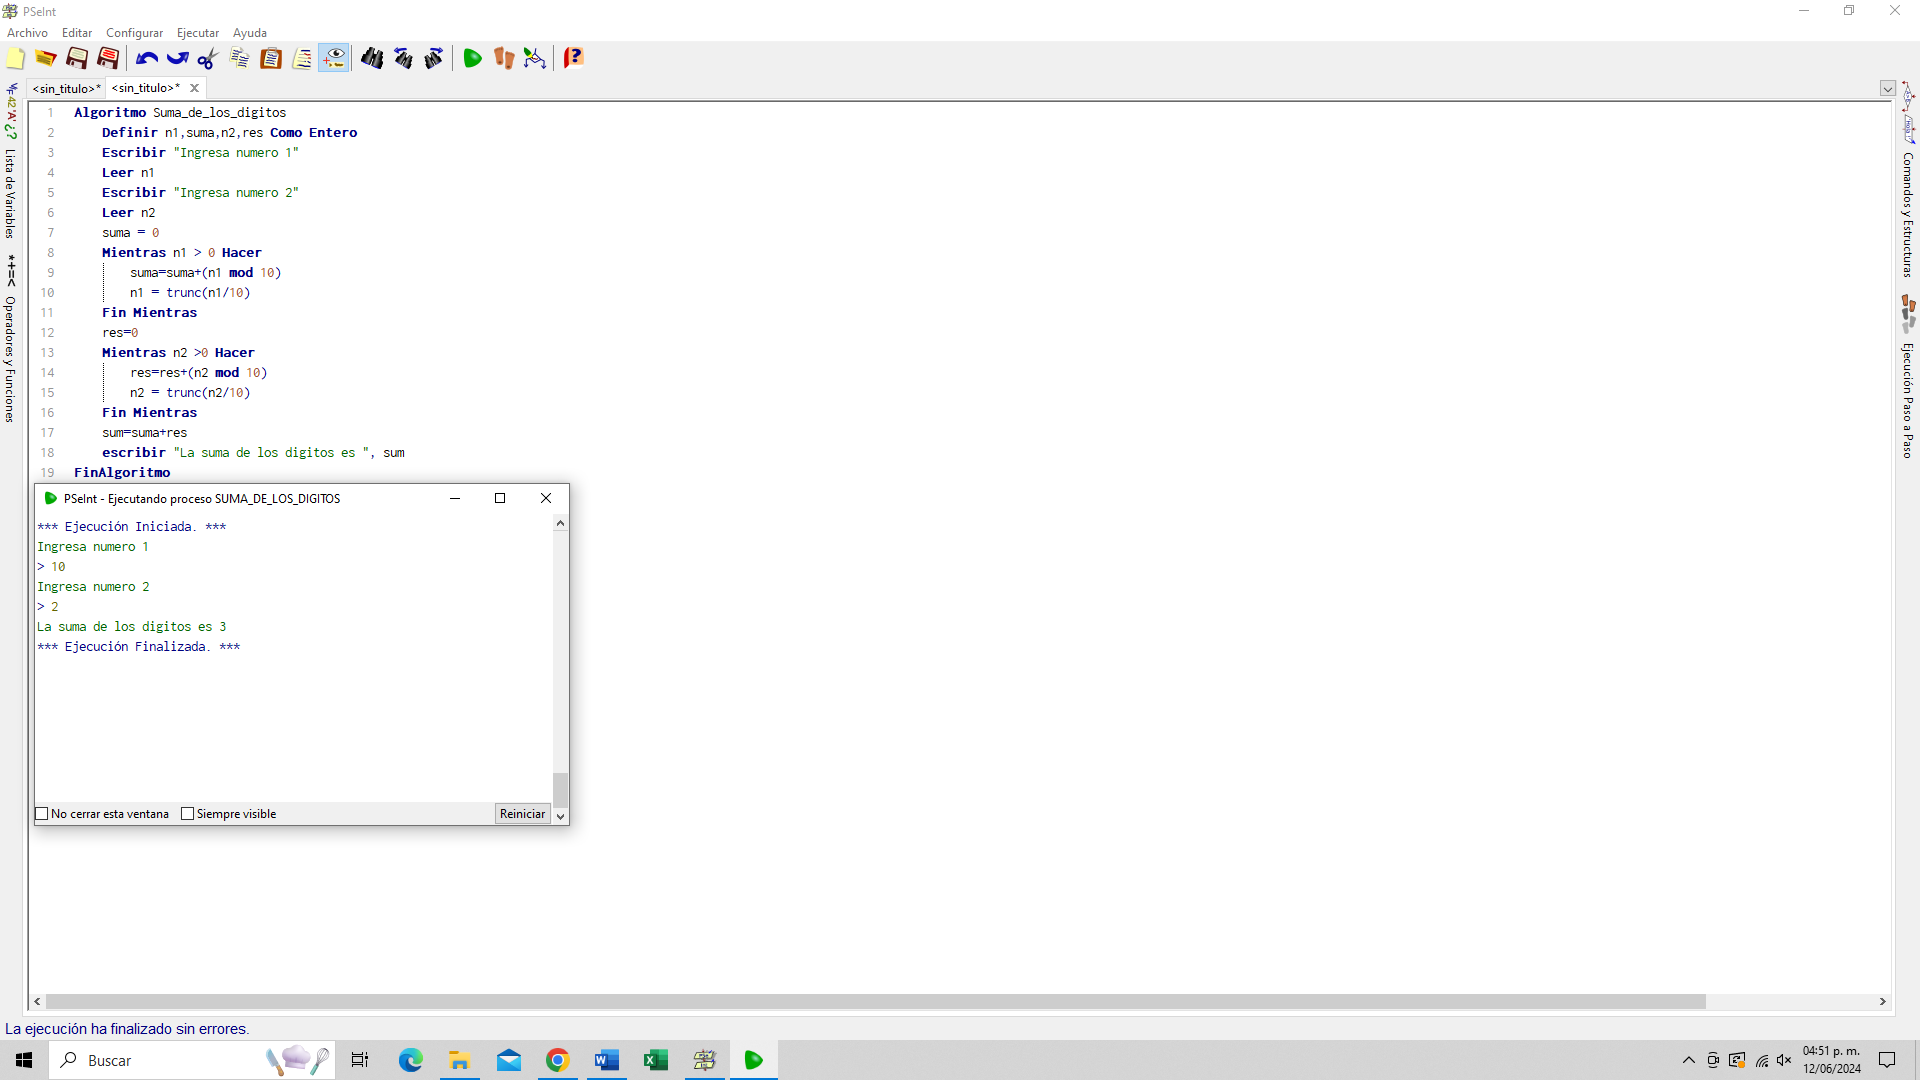 PSeInt
Archivo Editar Configurar Ejecutar Ayuda
<sin_titulo>* <sin_titulo>*
1 Algoritmo Suma_de_los_digitos
2 Definir n1,suma,n2,res Como Entero
3 Escribir "Ingresa numero 1"
4 Leer n1
5 Escribir "Ingresa numero 2"
6 Leer n2
7 suma = 0
8 Mientras n1 > 0 Hacer
9 suma=suma+(n1 mod 10)
10 n1 = trunc(n1/10)
11 Fin Mientras
12 res=0
13 Mientras n2 >0 Hacer
14 res=res+(n2 mod 10)
15 n2 = trunc(n2/10)
16 Fin Mientras
17 sum=suma+res
18 escribir "La suma de los digitos es ", sum
19 FinAlgoritmo
Lista de Variables
*+=<
Operadores y Funciones
Comandos y Estructuras
Ejecución Paso a Paso
PSeInt - Ejecutando proceso SUMA_DE_LOS_DIGITOS
*** Ejecución Iniciada. ***
Ingresa numero 1
> 10
Ingresa numero 2
> 2
La suma de los digitos es 3
*** Ejecución Finalizada. ***
No cerrar esta ventana Siempre visible Reiniciar
La ejecución ha finalizado sin errores.
Buscar
04:51 p. m.
12/06/2024